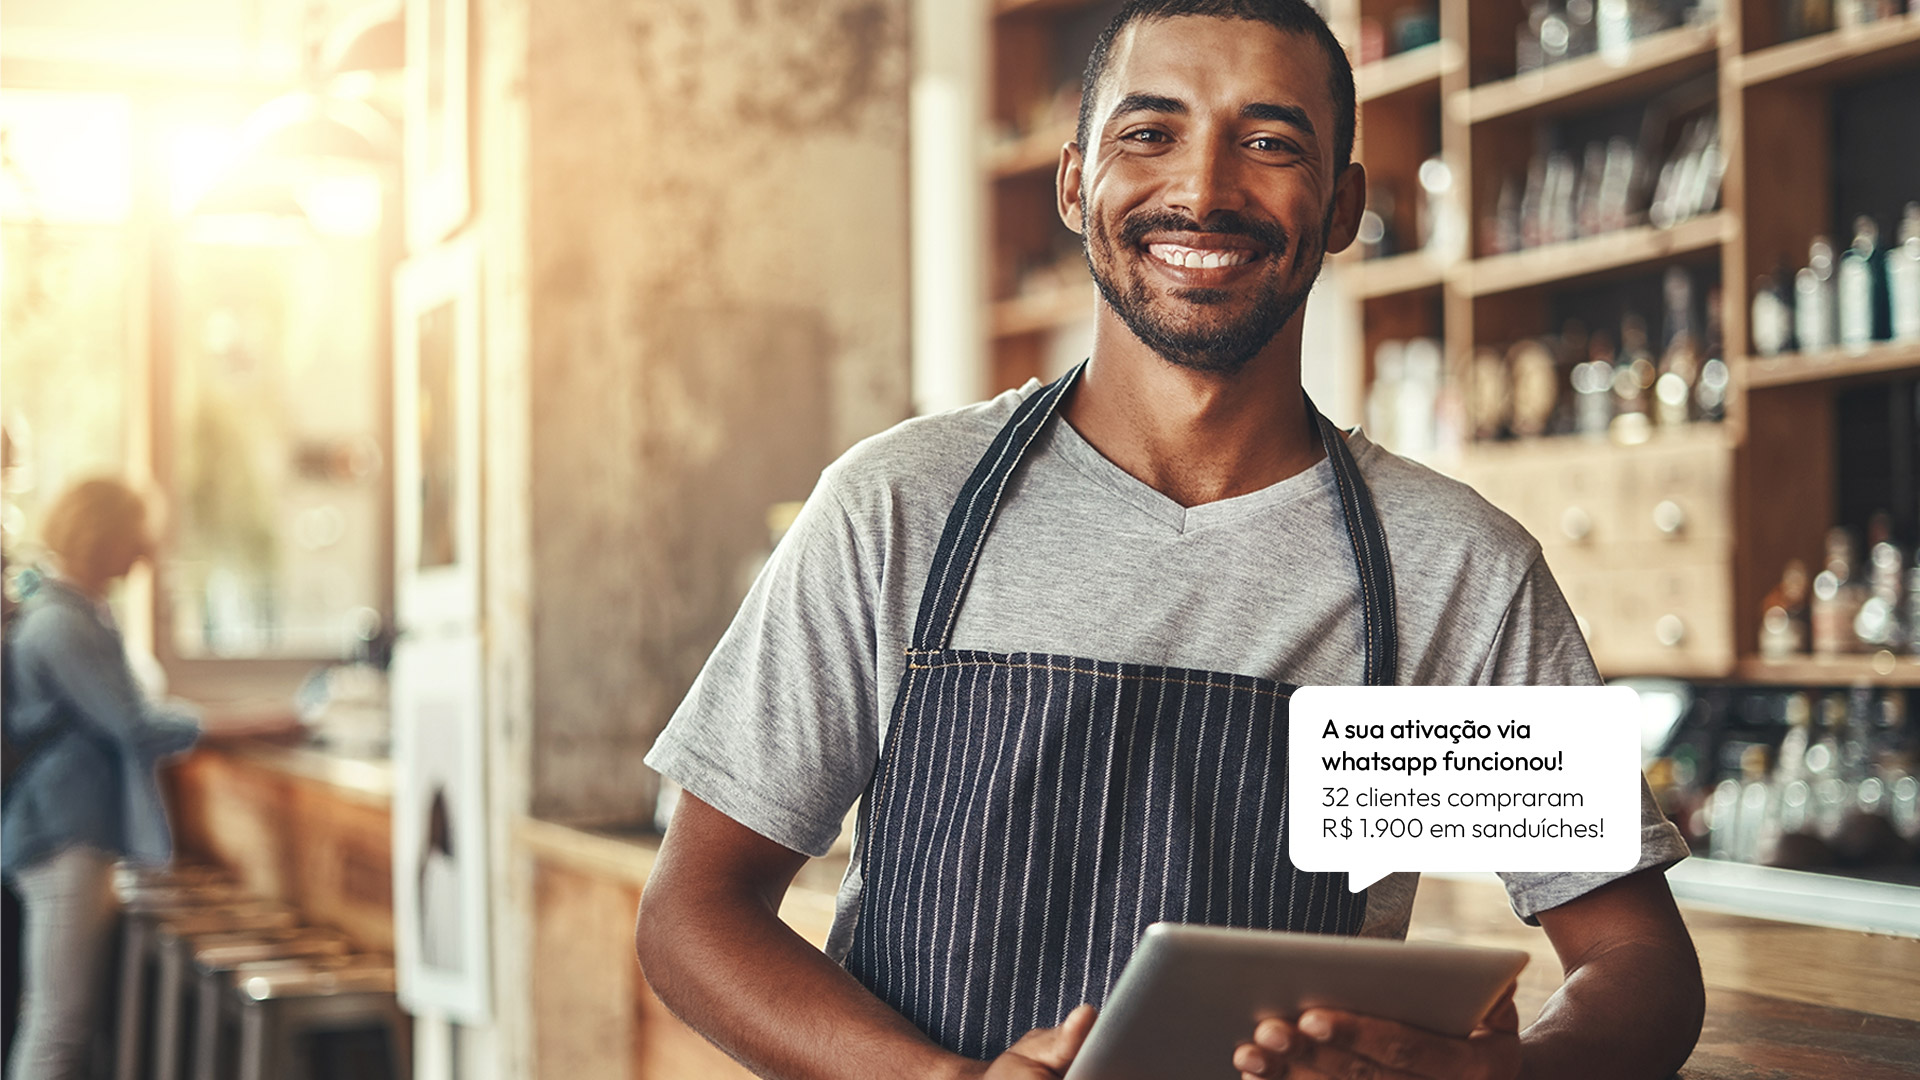 A sua ativação via
whatsapp funcionou!
32 clientes compraram
R$ 1.900 em sanduíches!